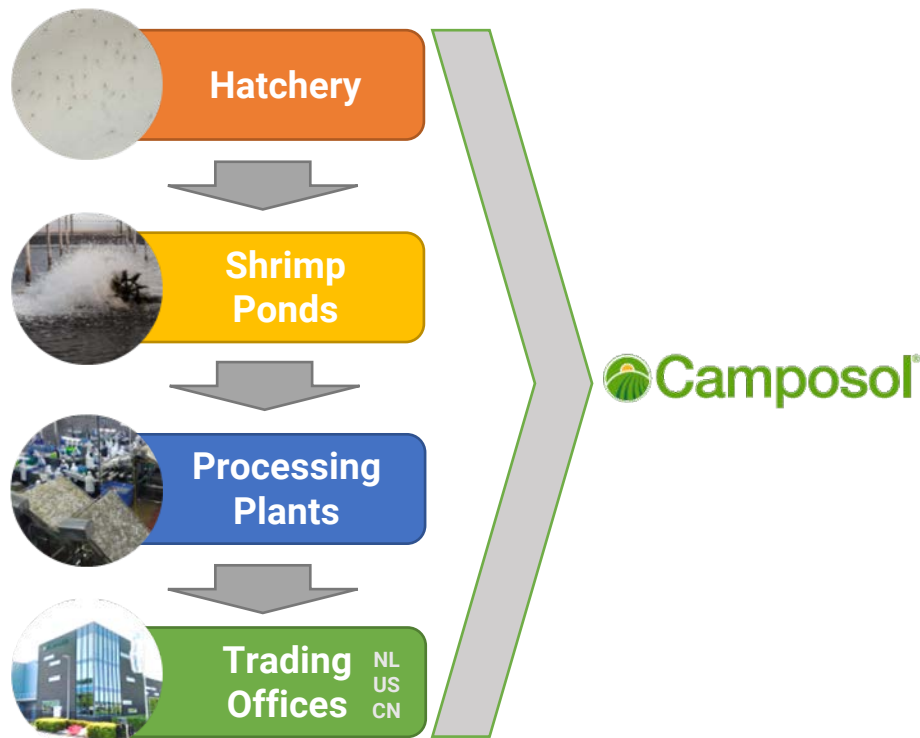 Hatchery
Shrimp
Ponds
Processing
Plants
Trading
Offices
NL
US
CN
Camposol®